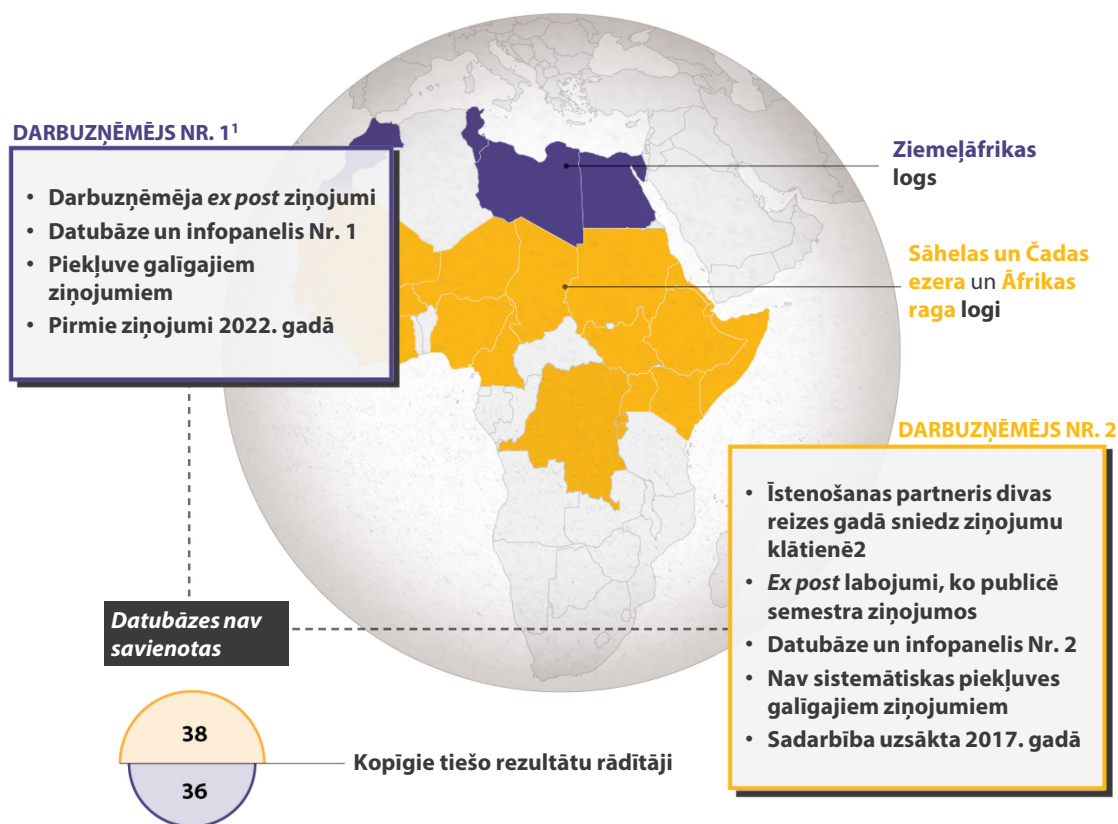 DARBUZŅĒMĒJS NR. 1¹
• Darbuzņēmēja ex post ziņojumi
• Datubāze un infopanelis Nr. 1
• Piekļuve galīgajiem
ziņojumiem
• Pirmie ziņojumi 2022. gadā
Ziemeļāfrikas
logs
Sāhelas un Čadas
ezera un Āfrikas
raga logi
DARBUZŅĒMĒJS NR. 2
• Īstenošanas partneris divas
reizes gadā sniedz ziņojumu
klātienē2
• Ex post labojumi, ko publicē
semestra ziņojumos
• Datubāze un infopanelis Nr. 2
• Nav sistemātiskas piekļuves
galīgajiem ziņojumiem
• Sadarbība uzsākta 2017. gadā
Datubāzes nav
savienotas
38
36
Kopīgie tiešo rezultātu rādītāji